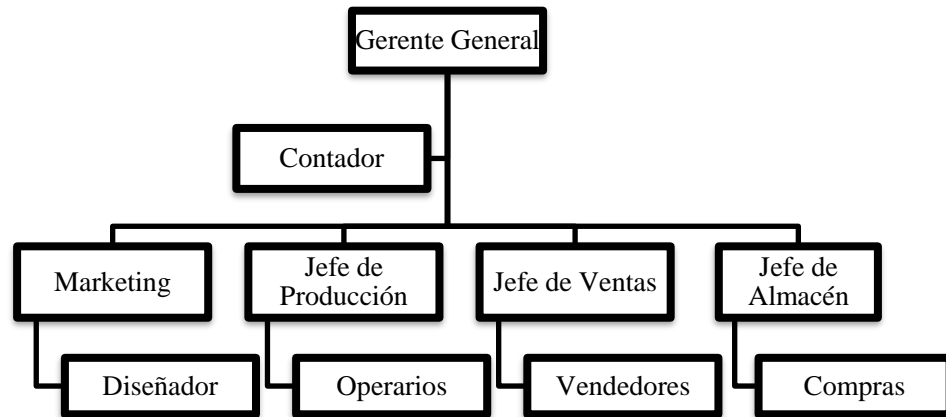 Gerente General
Contador
Marketing
Jefe de
Producción
Jefe de Ventas
Jefe de
Almacén
Diseñador
Operarios
Vendedores
Compras